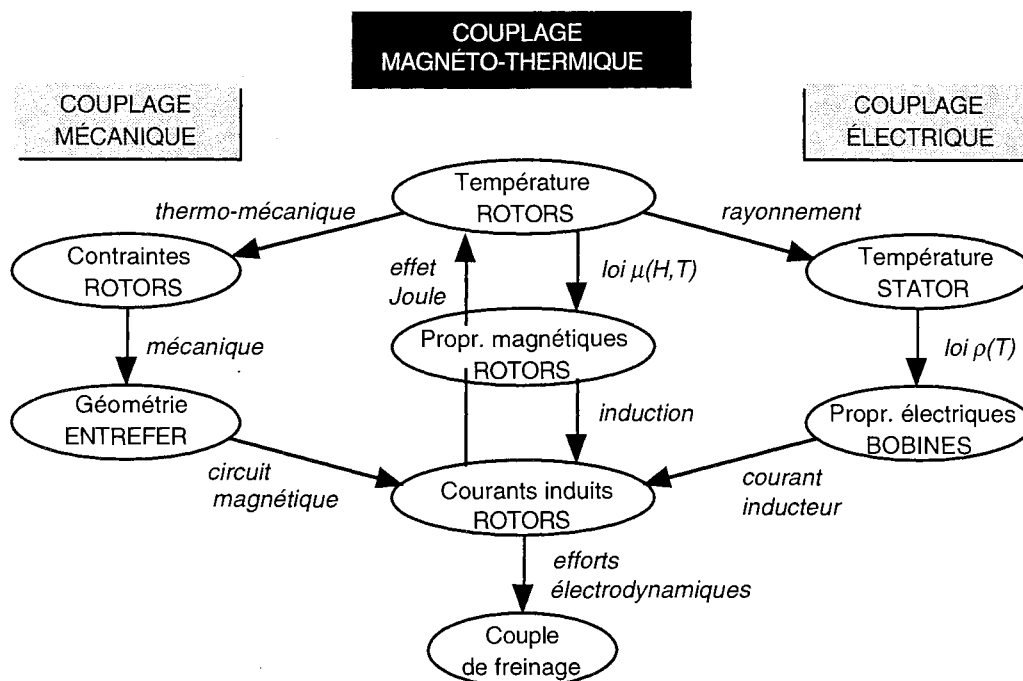 COUPLAGE
MAGNÉTO-THERMIQUE
COUPLAGE
MÉCANIQUE
COUPLAGE
ÉLECTRIQUE
Température
ROTORS
thermo-mécanique
rayonnement
Contraintes
ROTORS
effet
Joule
loi μ(H,T)
Température
STATOR
Propr. magnétiques
ROTORS
mécanique
loi ρ(T)
Géométrie
ENTREFER
induction
Propr. électriques
BOBINES
circuit
magnétique
Courants induits
ROTORS
courant
inducteur
efforts
électrodynamiques
Couple
de freinage